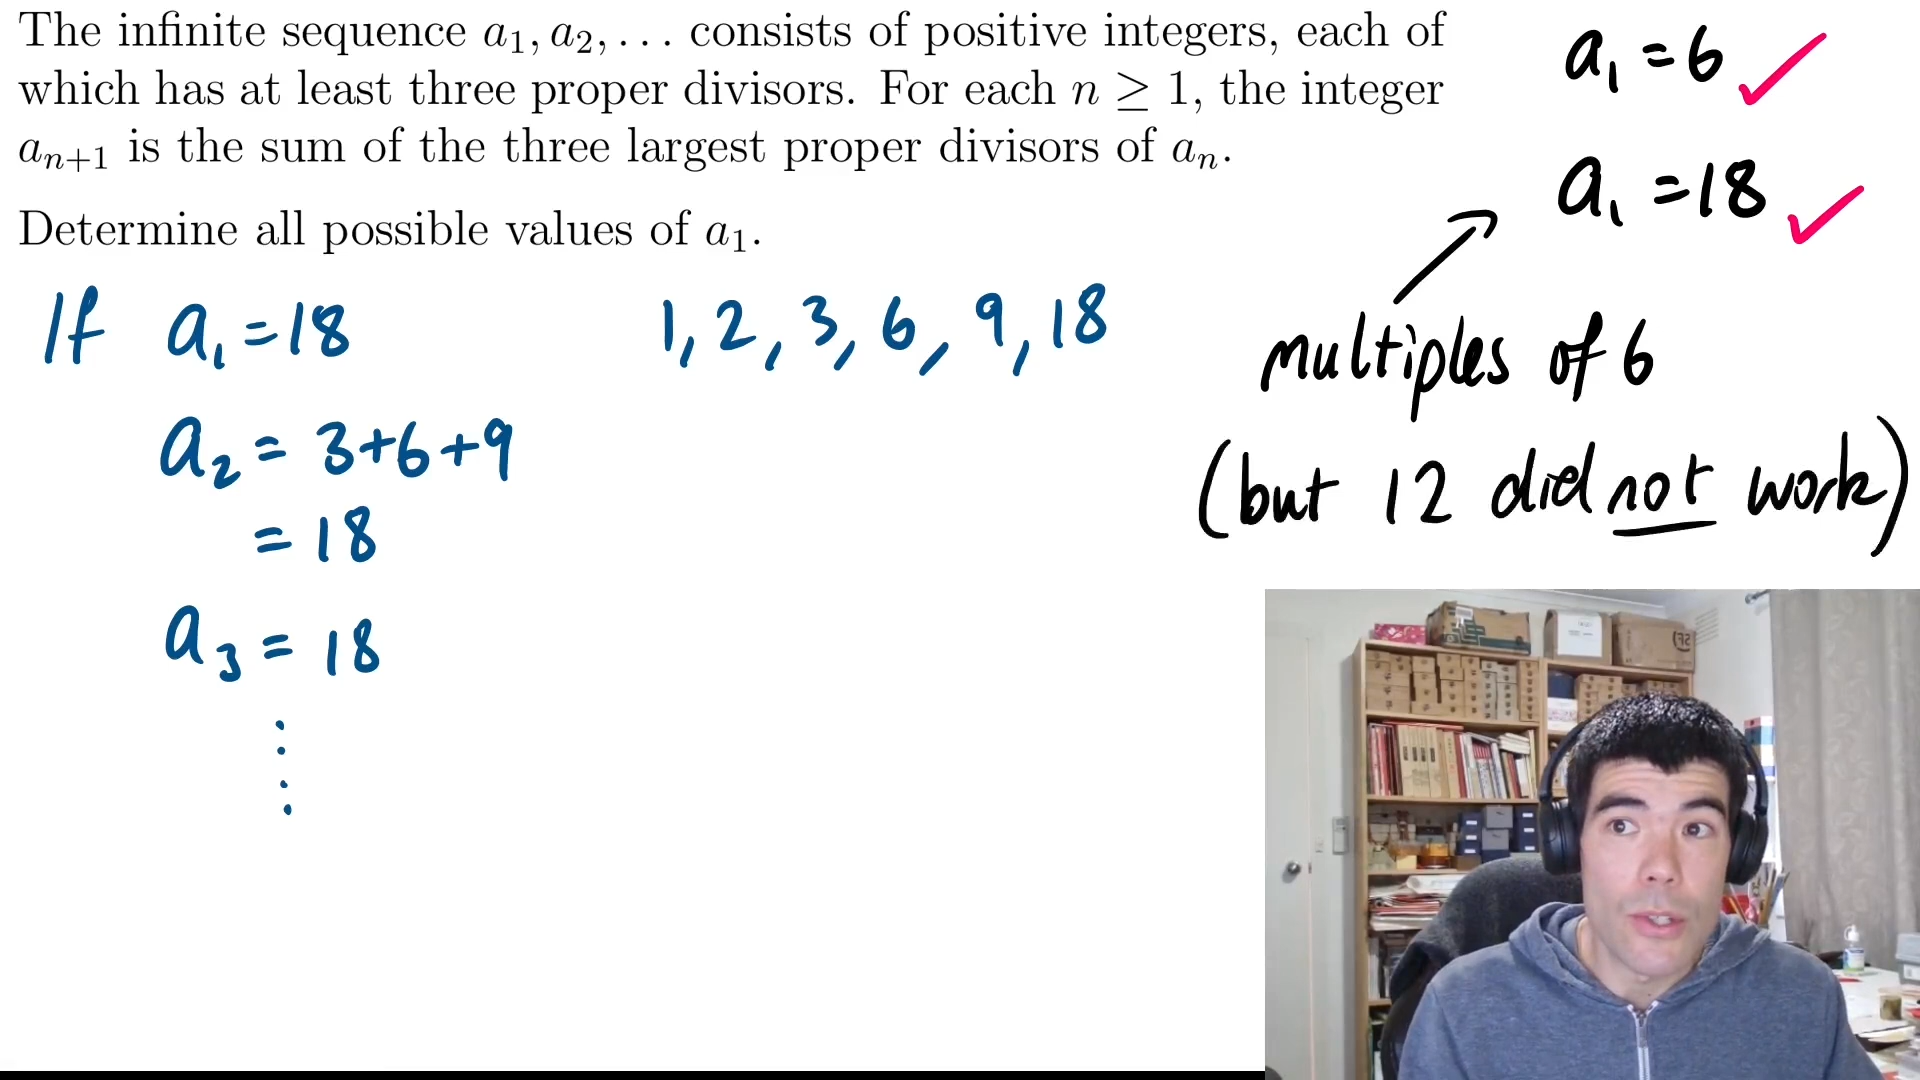 The infinite sequence a₁, a₂, . . . consists of positive integers, each of
which has at least three proper divisors. For each n ≥ 1, the integer
aₙ₊₁ is the sum of the three largest proper divisors of aₙ.
Determine all possible values of a₁.
If a₁ = 18
1, 2, 3, 6, 9, 18
a₂ = 3+6+9
= 18
a₃ = 18
⋮
a₁ = 6 ✓
a₁ = 18 ✓
multiples of 6
(but 12 did not work)